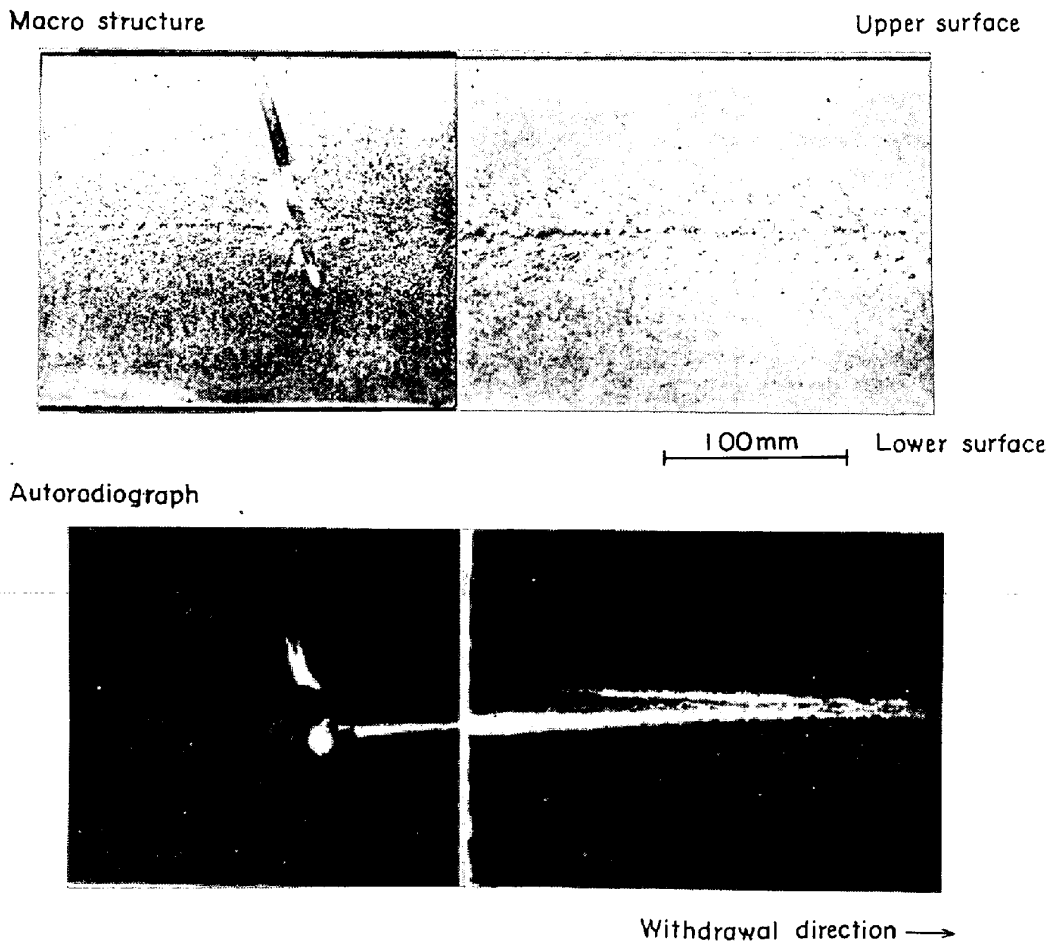 Macro structure
Upper surface
100mm
Lower surface
Autoradiograph
Withdrawal direction →